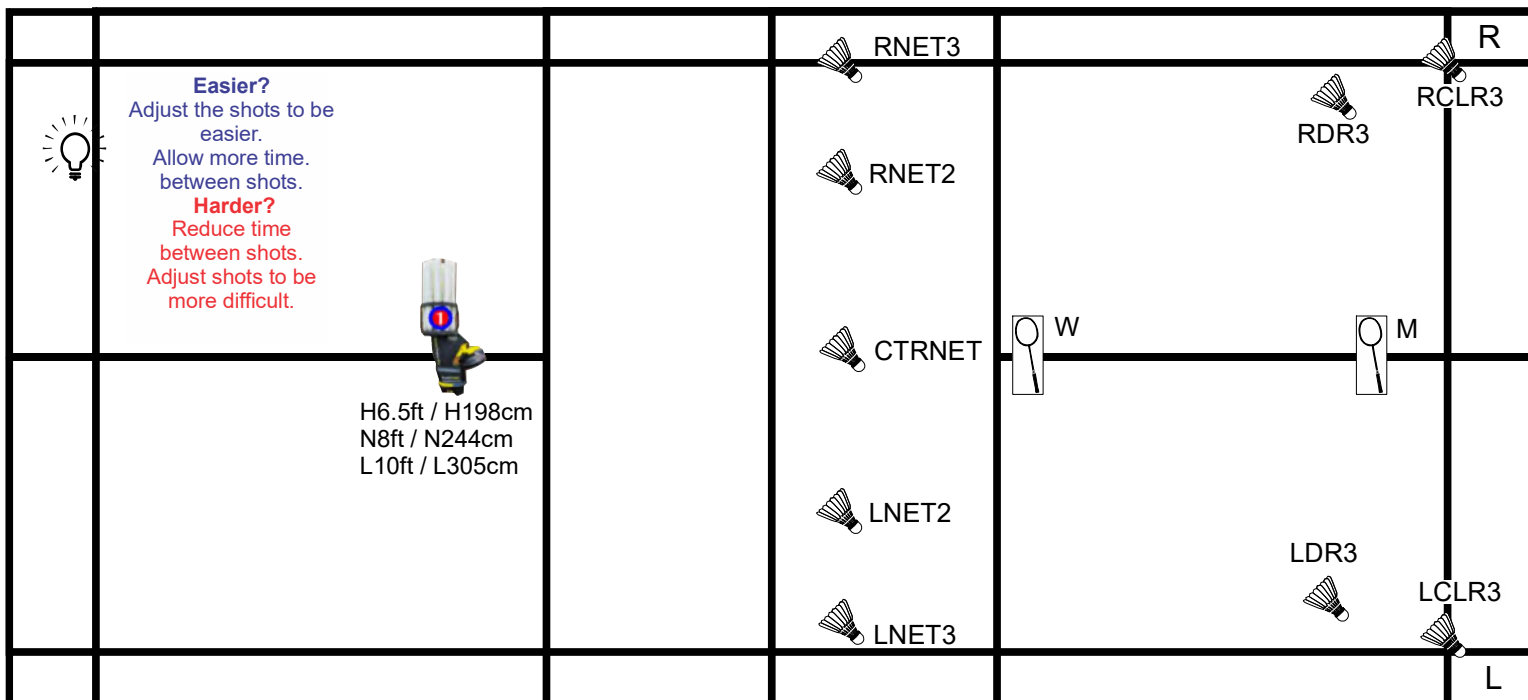 Easier?
Adjust the shots to be
easier.
Allow more time.
between shots.
Harder?
Reduce time
between shots.
Adjust shots to be
more difficult.
1
H6.5ft / H198cm
N8ft / N244cm
L10ft / L305cm
RNET3
RNET2
CTRNET
LNET2
LNET3
W
M
R
RCLR3
RDR3
LDR3
LCLR3
L